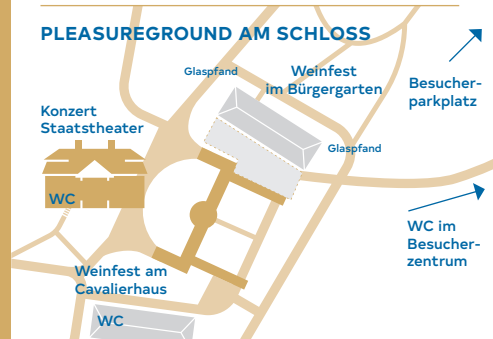 PLEASUREGROUND AM SCHLOSS
Glaspfand
Weinfest
im Bürgergarten
Besucher-
parkplatz
Konzert
Staatstheater
Glaspfand
WC
WC im
Besucher-
zentrum
Weinfest am
Cavalierhaus
WC